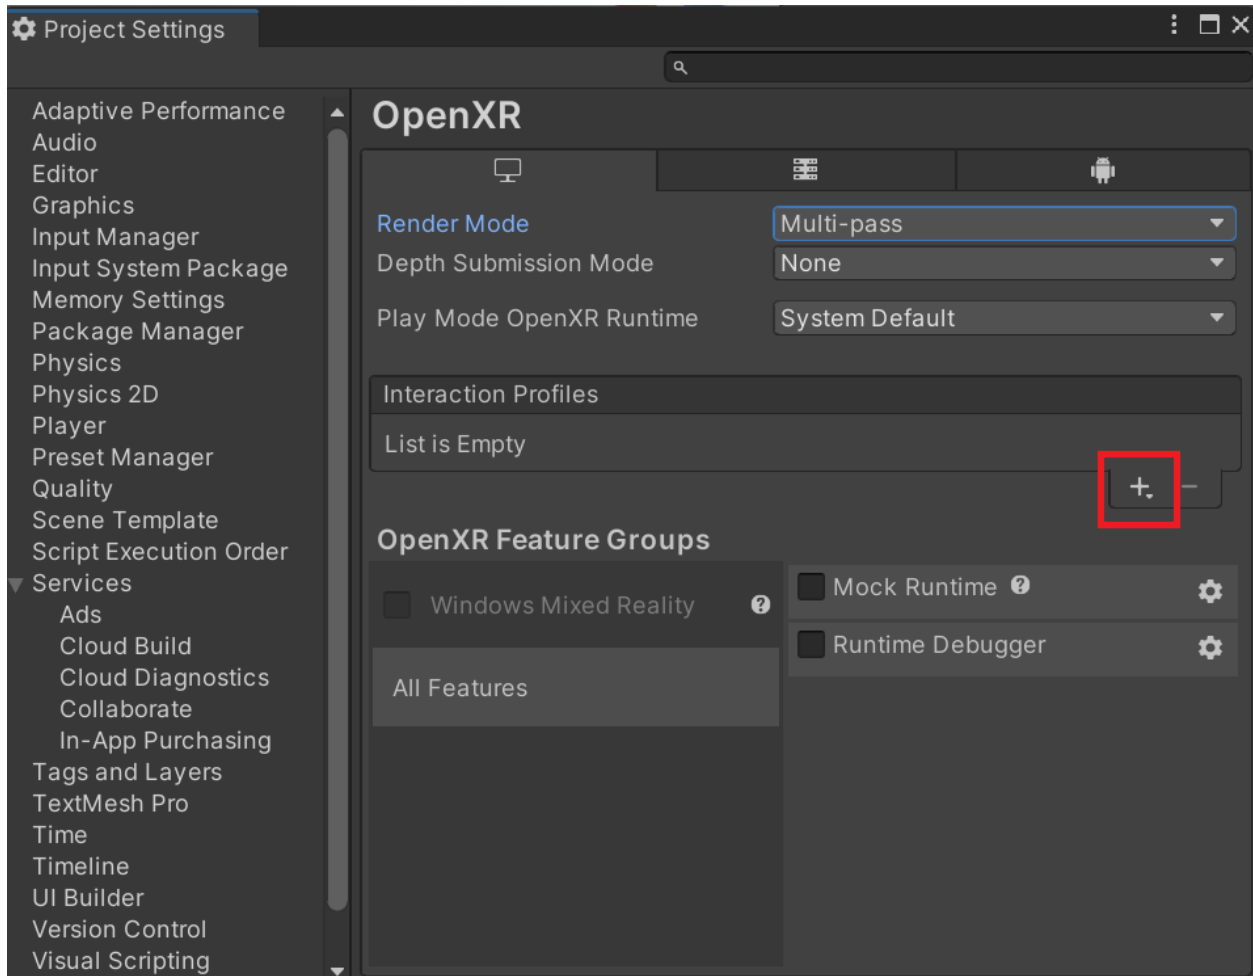 Project Settings
Adaptive Performance
Audio
Editor
Graphics
Input Manager
Input System Package
Memory Settings
Package Manager
Physics
Physics 2D
Player
Preset Manager
Quality
Scene Template
Script Execution Order
Services
Ads
Cloud Build
Cloud Diagnostics
Collaborate
In-App Purchasing
Tags and Layers
TextMesh Pro
Time
Timeline
UI Builder
Version Control
Visual Scripting
OpenXR
Render Mode Multi-pass
Depth Submission Mode None
Play Mode OpenXR Runtime System Default
Interaction Profiles
List is Empty
OpenXR Feature Groups
Windows Mixed Reality
All Features
Mock Runtime
Runtime Debugger